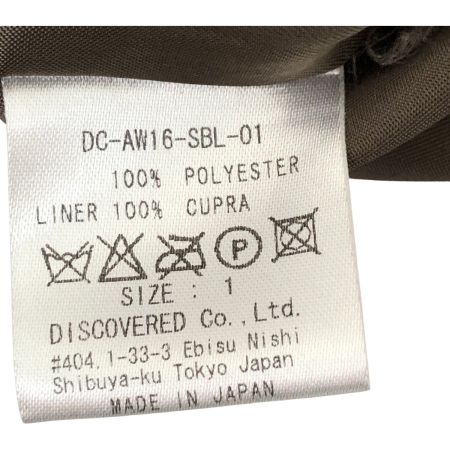 DC-AW16-SBL-01
100% POLYESTER
LINER 100% CUPRA
P
SIZE : 1
DISCOVERED Co.,Ltd.
#404,1-33-3 Ebisu Nishi
Shibuya-ku Tokyo Japan
MADE IN JAPAN